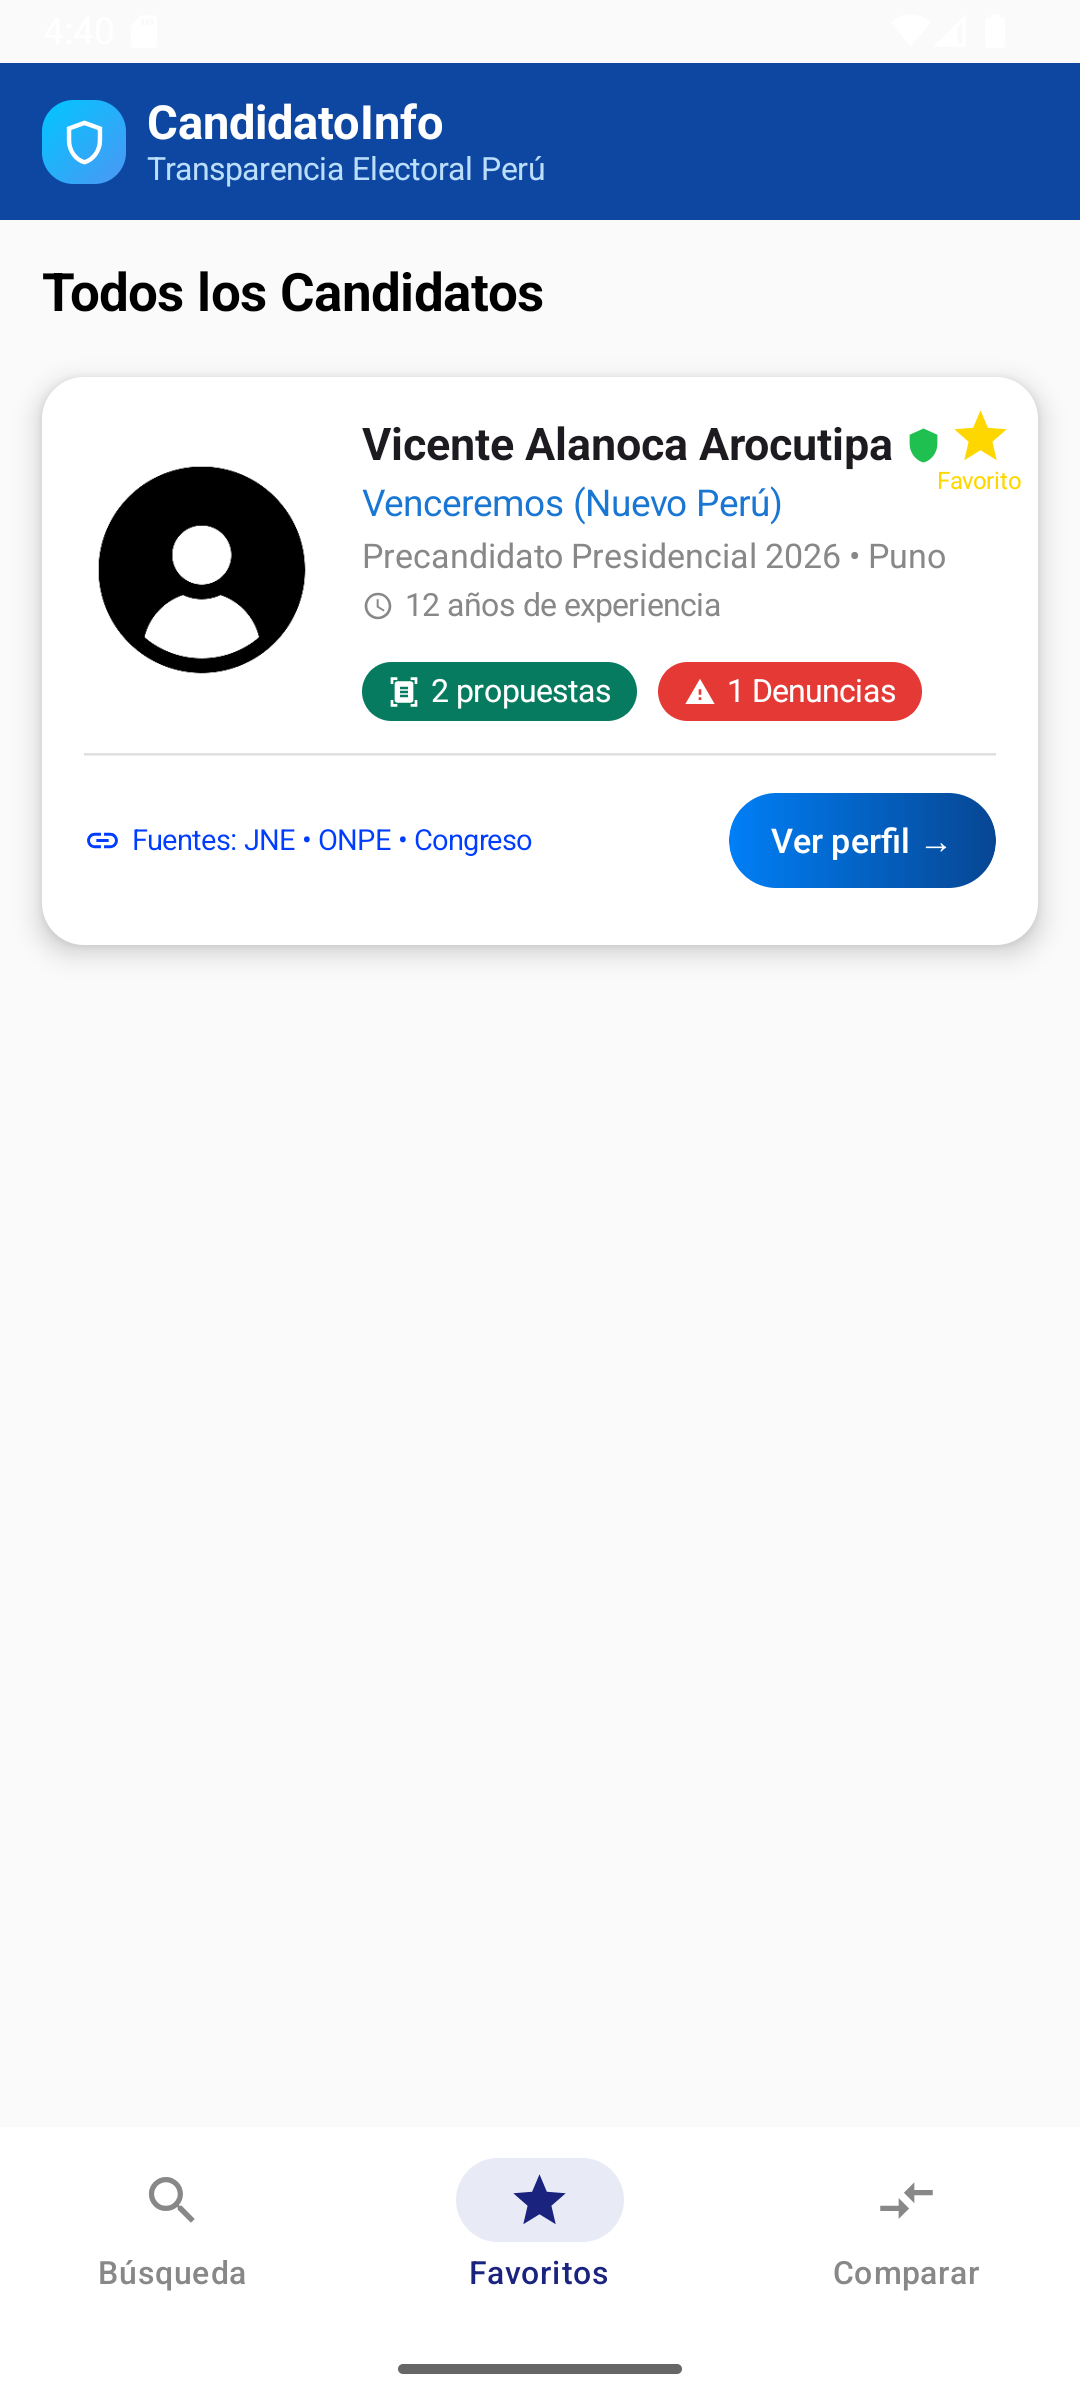 4:40
CandidatoInfo
Transparencia Electoral Perú
Todos los Candidatos
Vicente Alanoca Arocutipa
Favorito
Venceremos (Nuevo Perú)
Precandidato Presidencial 2026 • Puno
12 años de experiencia
2 propuestas
1 Denuncias
Fuentes: JNE • ONPE • Congreso
Ver perfil →
Búsqueda
Favoritos
Comparar